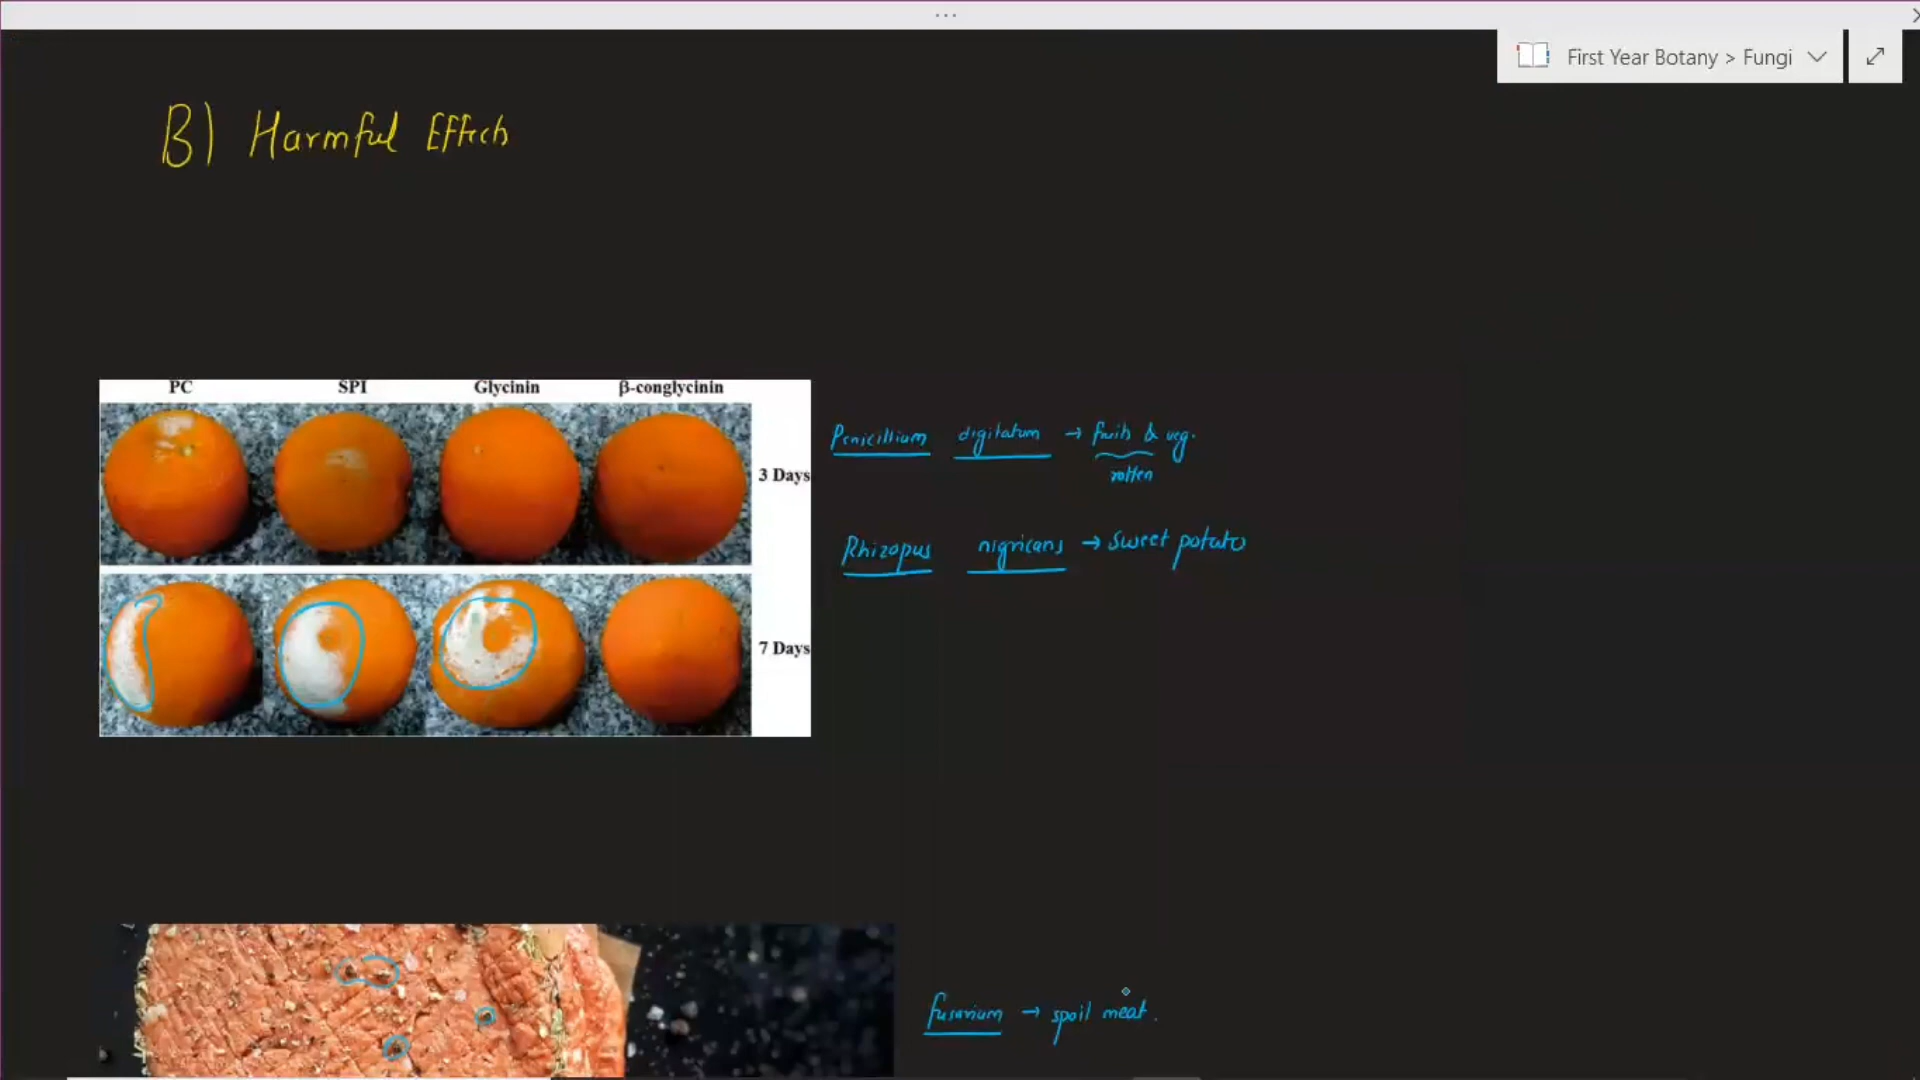 ...
First Year Botany > Fungi
B) Harmful Effects
PC SPI Glycinin β-conglycinin
3 Days
Penicillium digitatum → fruits & veg.
rotten
Rhizopus nigricans → sweet potato
7 Days
fusarium → spoil meat.